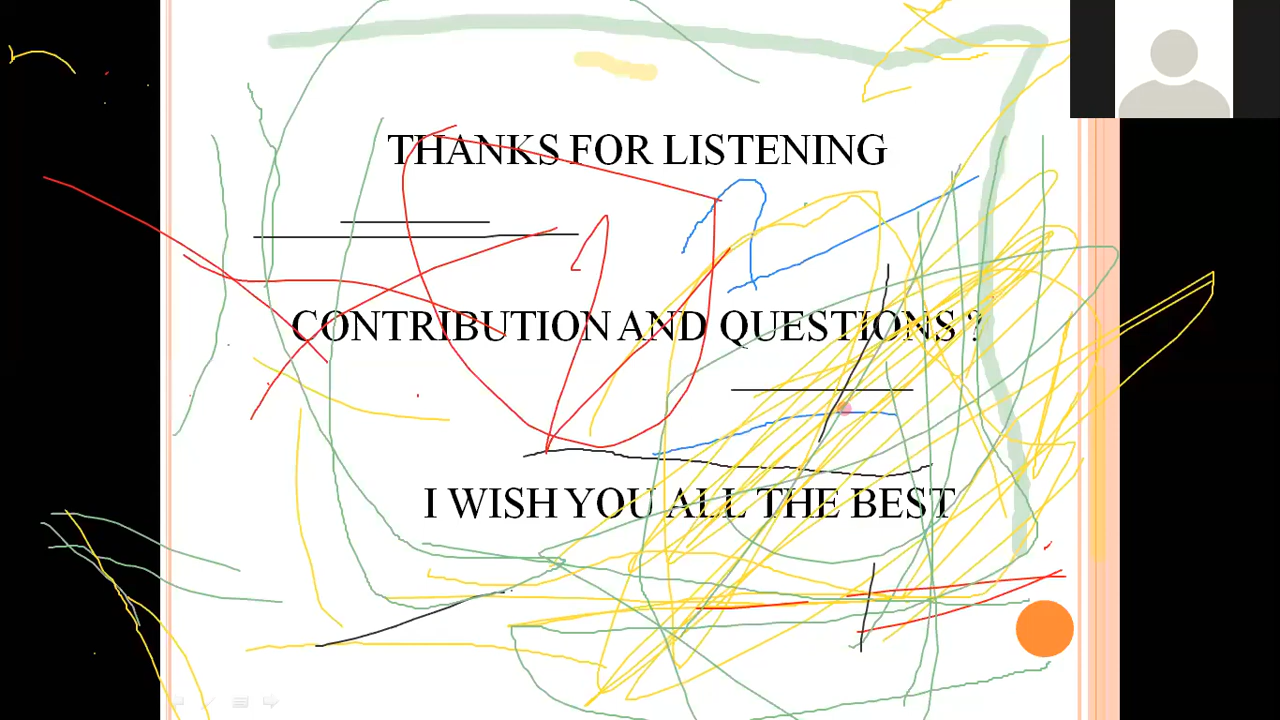 THANKS FOR LISTENING
CONTRIBUTION AND QUESTIONS ?
I WISH YOU ALL THE BEST